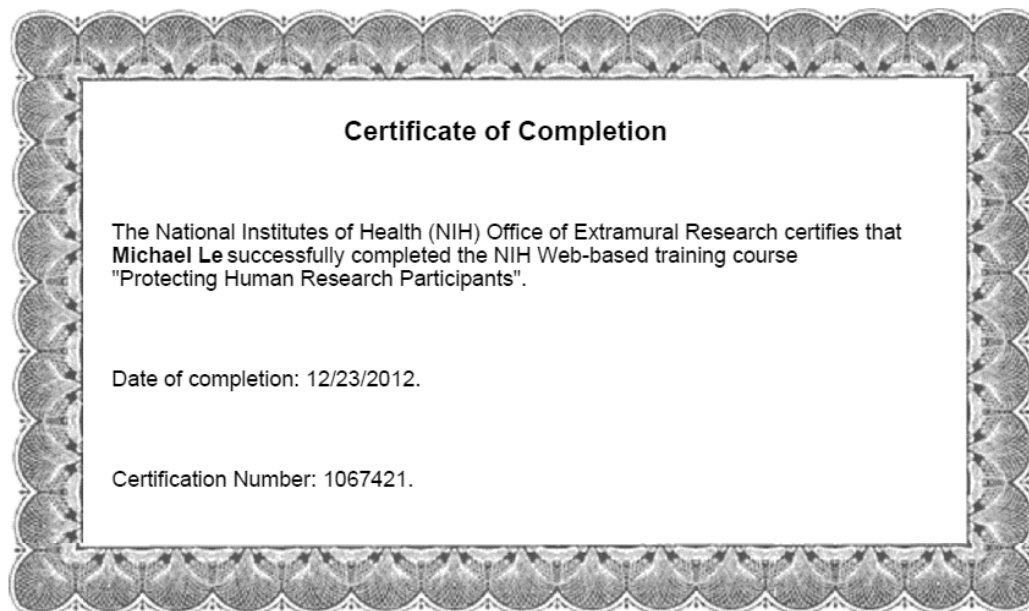 Certificate of Completion
The National Institutes of Health (NIH) Office of Extramural Research certifies that
Michael Le successfully completed the NIH Web-based training course
"Protecting Human Research Participants".
Date of completion: 12/23/2012.
Certification Number: 1067421.